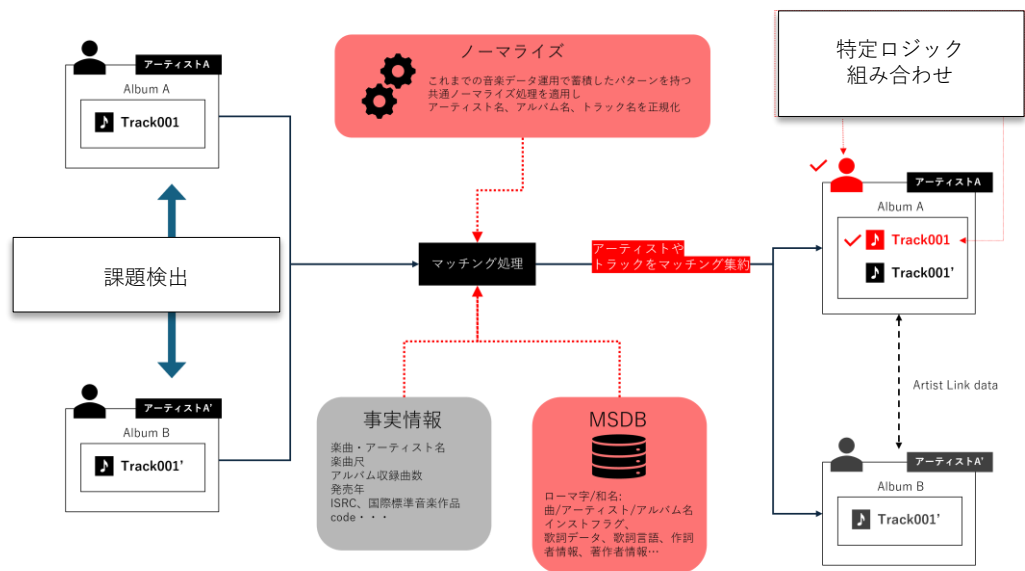 アーティストA
Album A
Track001
課題検出
アーティストA'
Album B
Track001'
ノーマライズ
これまでの音楽データ運用で蓄積したパターンを持つ
共通ノーマライズ処理を適用し
アーティスト名、アルバム名、トラック名を正規化
マッチング処理
アーティストや
トラックをマッチング集約
事実情報
楽曲・アーティスト名
楽曲尺
アルバム収録曲数
発売年
ISRC、国際標準音楽作品
code・・・
MSDB
ローマ字/和名:
曲/アーティスト/アルバム名
インストフラグ、
歌詞データ、歌詞言語、作詞
者情報、著作者情報…
特定ロジック
組み合わせ
アーティストA
Album A
Track001
Track001'
Artist Link data
アーティストA'
Album B
Track001'